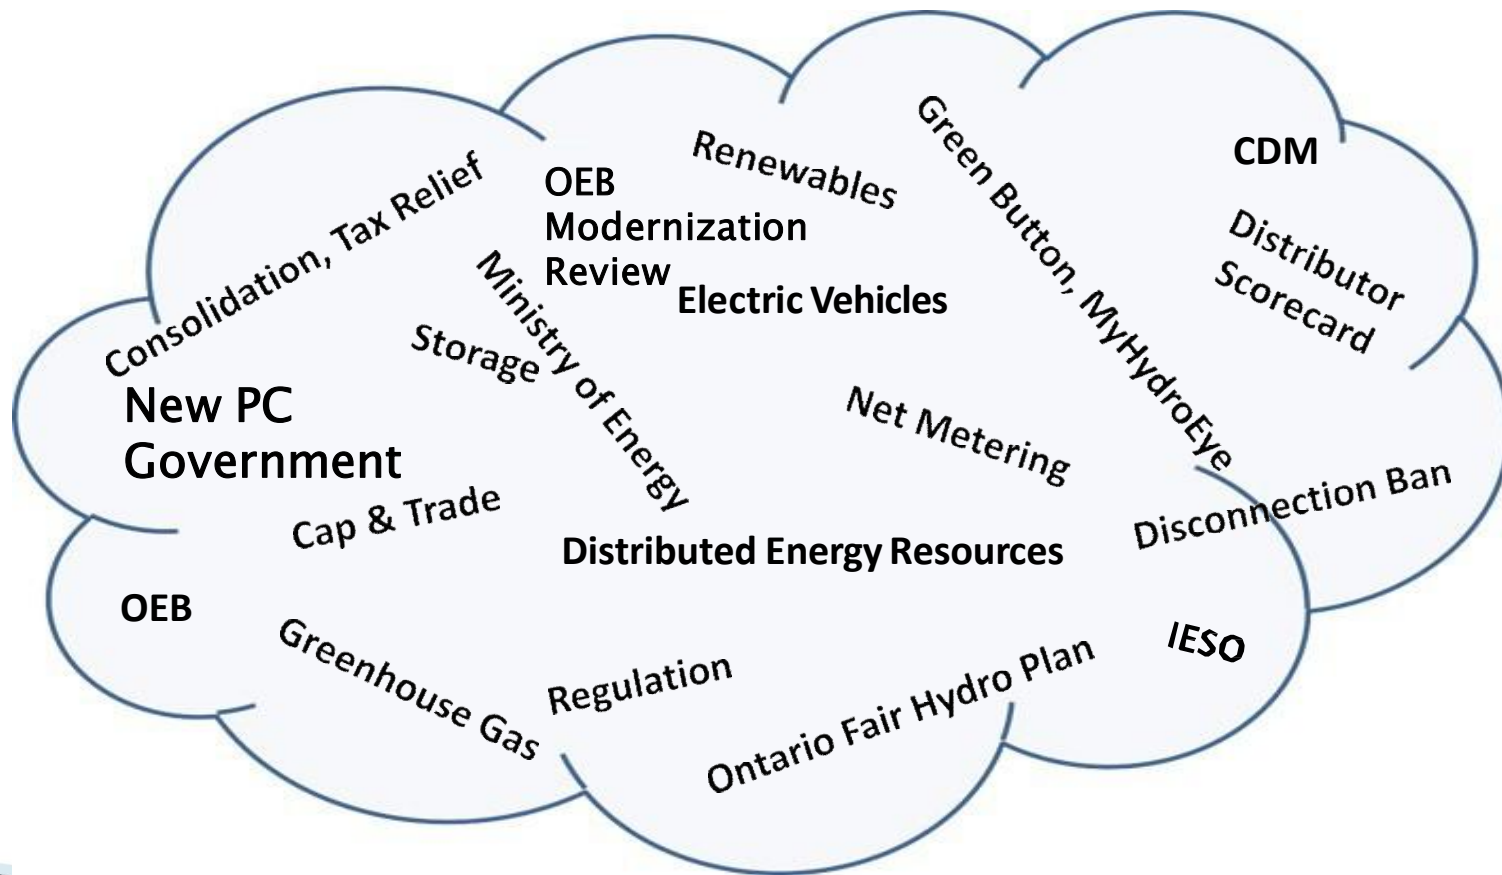 CDM
Renewables
Green Button, MyHydroEye
Consolidation, Tax Relief
OEB
Modernization
Review
Distributor
Scorecard
Electric Vehicles
Ministry of Energy
Storage
New PC
Government
Net Metering
Cap & Trade
Disconnection Ban
Distributed Energy Resources
OEB
Greenhouse Gas
Regulation
IESO
Ontario Fair Hydro Plan